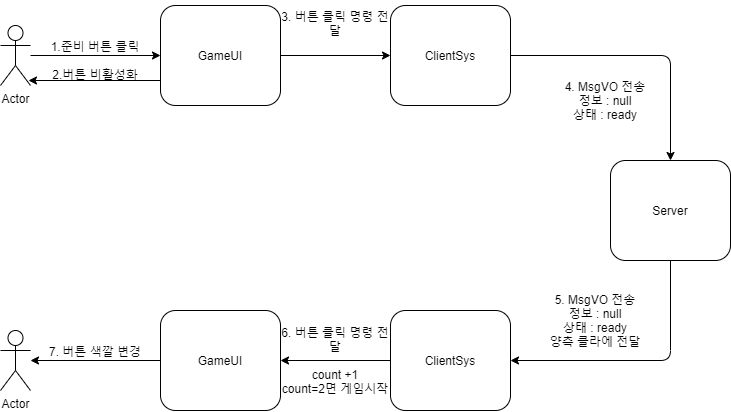 1.준비 버튼 클릭
2.버튼 비활성화
Actor
GameUI
3. 버튼 클릭 명령 전
달
ClientSys
4. MsgVO 전송
정보 : null
상태 : ready
Server
5. MsgVO 전송
정보 : null
상태 : ready
양측 클라에 전달
ClientSys
6. 버튼 클릭 명령 전
달
count +1
count=2면 게임시작
GameUI
7. 버튼 색깔 변경
Actor